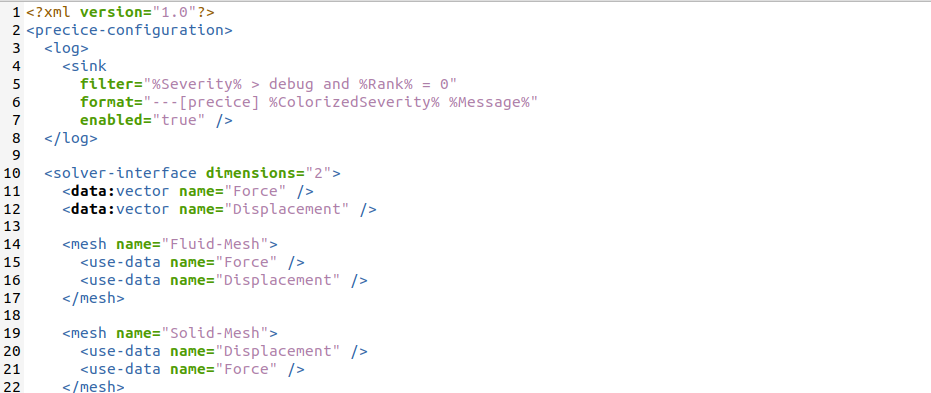 1 <?xml version="1.0"?>
2 <precice-configuration>
3   <log>
4     <sink
5       filter="%Severity% > debug and %Rank% = 0"
6       format="---[precice] %ColorizedSeverity% %Message%"
7       enabled="true" />
8   </log>
9
10   <solver-interface dimensions="2">
11     <data:vector name="Force" />
12     <data:vector name="Displacement" />
13
14     <mesh name="Fluid-Mesh">
15       <use-data name="Force" />
16       <use-data name="Displacement" />
17     </mesh>
18
19     <mesh name="Solid-Mesh">
20       <use-data name="Displacement" />
21       <use-data name="Force" />
22     </mesh>